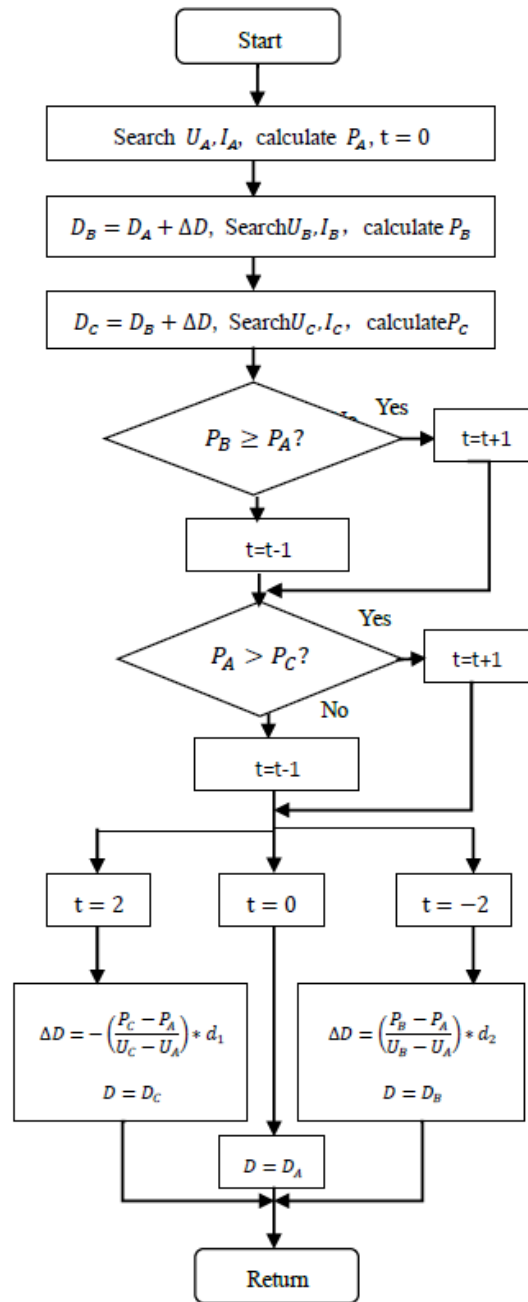 Start
Search U_A, I_A, calculate P_A, t = 0
D_B = D_A + ΔD, SearchU_B, I_B, calculate P_B
D_C = D_B + ΔD, SearchU_C, I_C, calculateP_C
Yes
P_B ≥ P_A?
t=t+1
t=t-1
Yes
P_A > P_C?
t=t+1
No
t=t-1
t = 2
t = 0
t = −2
ΔD = −((P_C − P_A)/(U_C − U_A)) * d_1
D = D_C
ΔD = ((P_B − P_A)/(U_B − U_A)) * d_2
D = D_B
D = D_A
Return